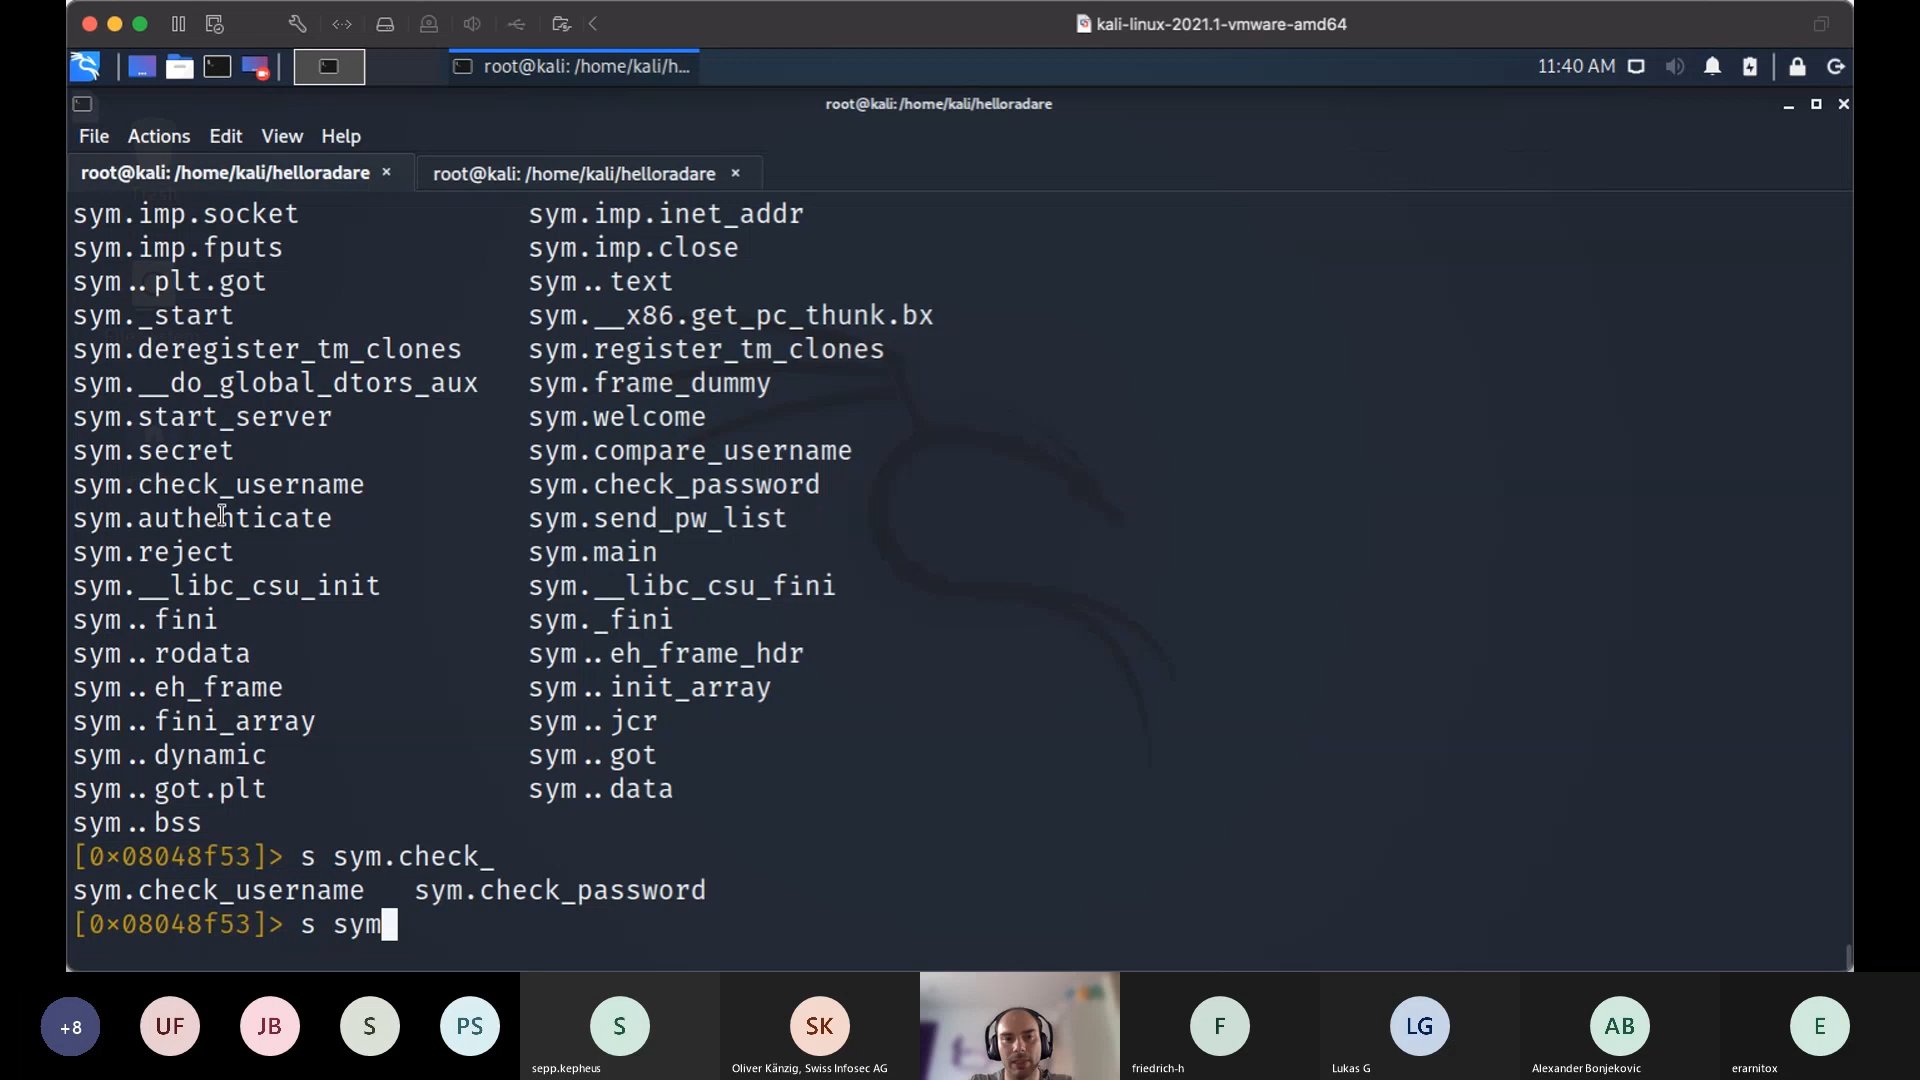 kali-linux-2021.1-vmware-amd64
root@kali: /home/kali/h...
11:40 AM
root@kali: /home/kali/helloradare
File Actions Edit View Help
root@kali: /home/kali/helloradare × root@kali: /home/kali/helloradare ×
sym.imp.socket sym.imp.inet_addr
sym.imp.fputs sym.imp.close
sym..plt.got sym..text
sym._start sym.__x86.get_pc_thunk.bx
sym.deregister_tm_clones sym.register_tm_clones
sym.__do_global_dtors_aux sym.frame_dummy
sym.start_server sym.welcome
sym.secret sym.compare_username
sym.check_username sym.check_password
sym.authenticate sym.send_pw_list
sym.reject sym.main
sym.__libc_csu_init sym.__libc_csu_fini
sym..fini sym._fini
sym..rodata sym..eh_frame_hdr
sym..eh_frame sym..init_array
sym..fini_array sym..jcr
sym..dynamic sym..got
sym..got.plt sym..data
sym..bss
[0×08048f53]> s sym.check_
sym.check_username sym.check_password
[0×08048f53]> s sym
+8 UF JB S PS S SK F LG AB E
sepp.kepheus Oliver Känzig, Swiss Infosec AG friedrich-h Lukas G Alexander Bonjekovic erarnitox